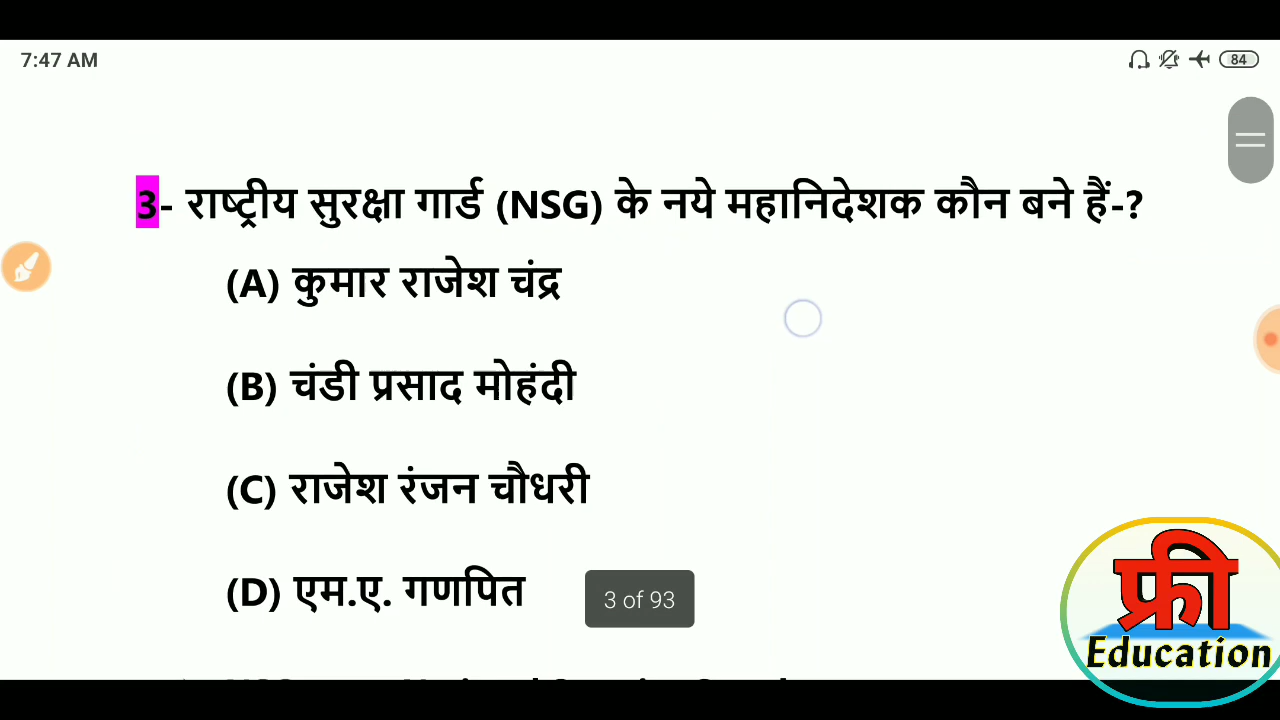 7:47 AM
84
3- राष्ट्रीय सुरक्षा गार्ड (NSG) के नये महानिदेशक कौन बने हैं-?
(A) कुमार राजेश चंद्र
(B) चंडी प्रसाद मोहंदी
(C) राजेश रंजन चौधरी
(D) एम.ए. गणपित
3 of 93
फ्री
Education